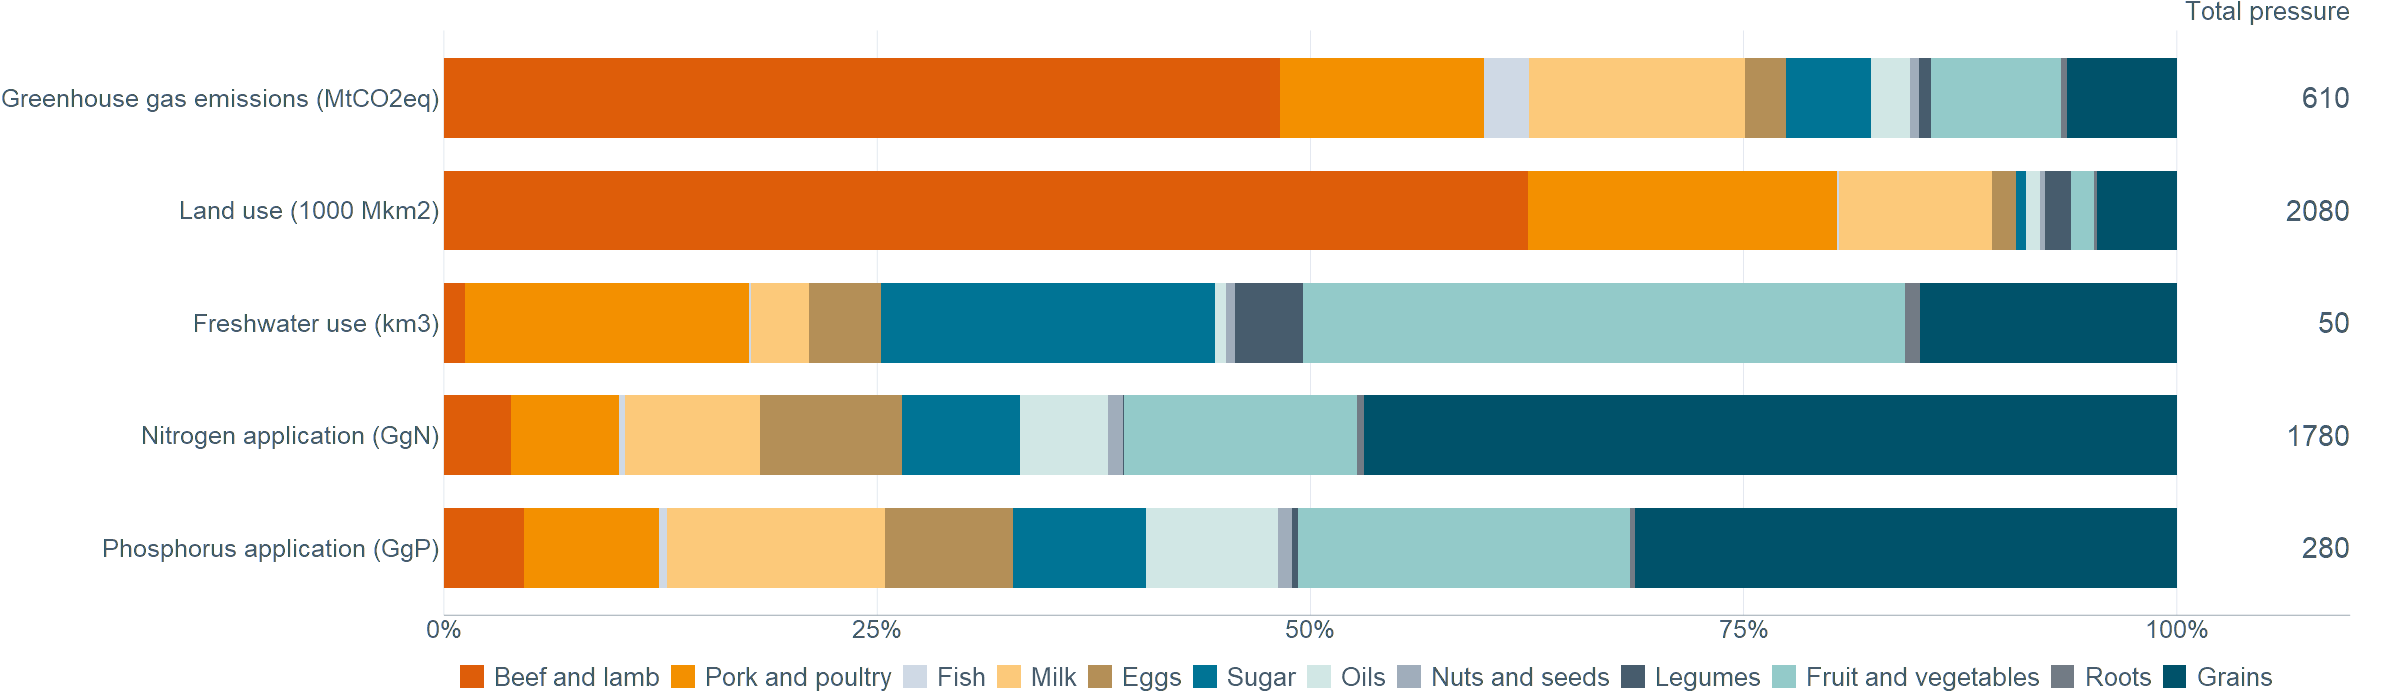 Total pressure
Greenhouse gas emissions (MtCO2eq) 610
Land use (1000 Mkm2) 2080
Freshwater use (km3) 50
Nitrogen application (GgN) 1780
Phosphorus application (GgP) 280
0% 25% 50% 75% 100%
Beef and lamb Pork and poultry Fish Milk Eggs Sugar Oils Nuts and seeds Legumes Fruit and vegetables Roots Grains